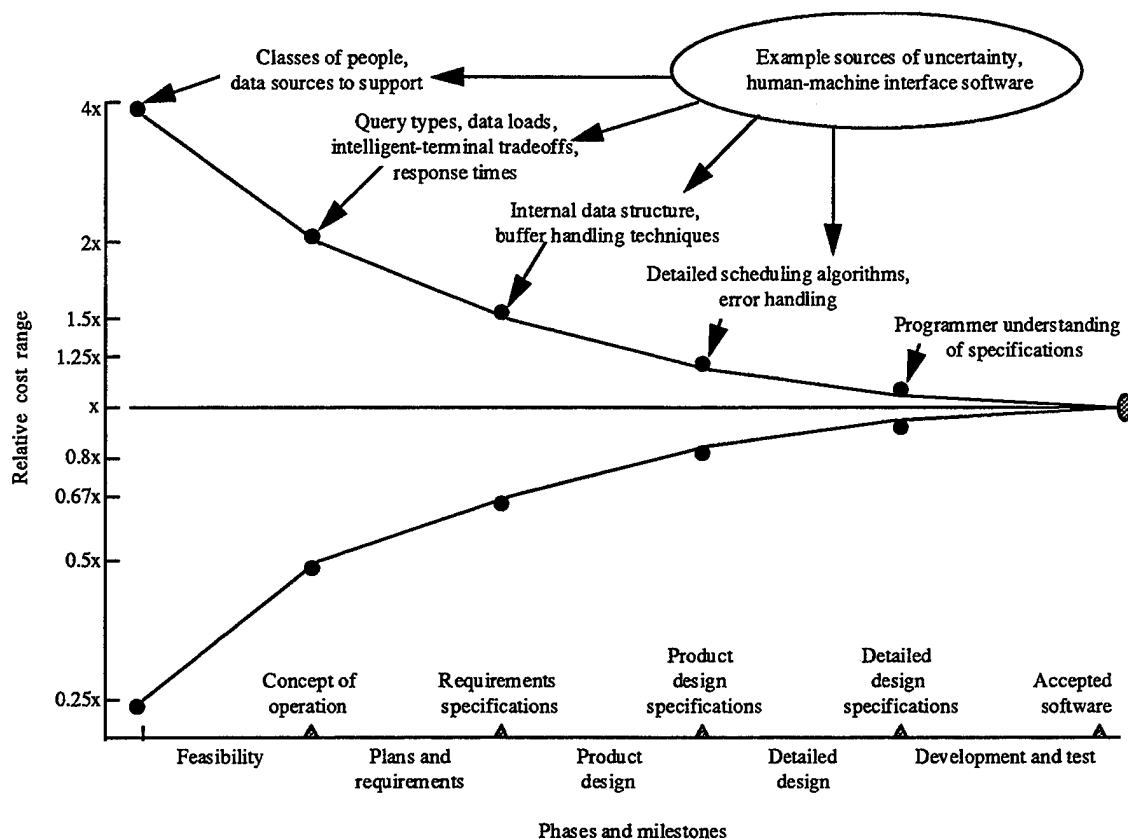 Classes of people,
data sources to support
Example sources of uncertainty,
human-machine interface software
4x
Query types, data loads,
intelligent-terminal tradeoffs,
response times
Internal data structure,
buffer handling techniques
2x
Detailed scheduling algorithms,
error handling
1.5x
Programmer understanding
of specifications
1.25x
x
Relative cost range
0.8x
0.67x
0.5x
0.25x
Concept of
operation
Requirements
specifications
Product
design
specifications
Detailed
design
specifications
Accepted
software
Feasibility
Plans and
requirements
Product
design
Detailed
design
Development and test
Phases and milestones